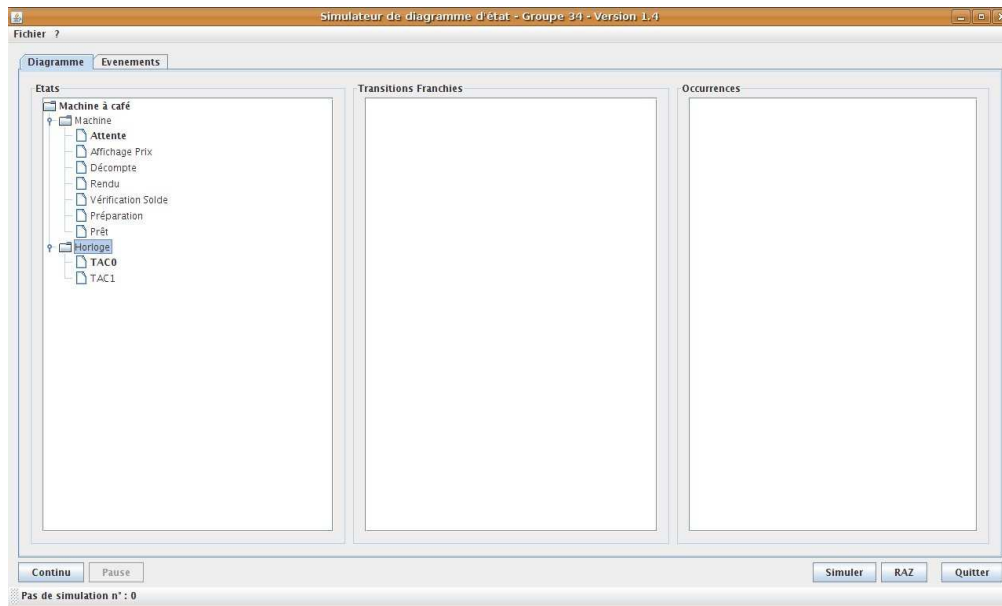 Simulateur de diagramme d'état - Groupe 34 - Version 1.4
Fichier ?
Diagramme Evenements
Etats Transitions Franchies Occurrences
Machine à café
Machine
Attente
Affichage Prix
Décompte
Rendu
Vérification Solde
Préparation
Prêt
Horloge
TAC0
TAC1
Continu Pause Simuler RAZ Quitter
Pas de simulation n° : 0